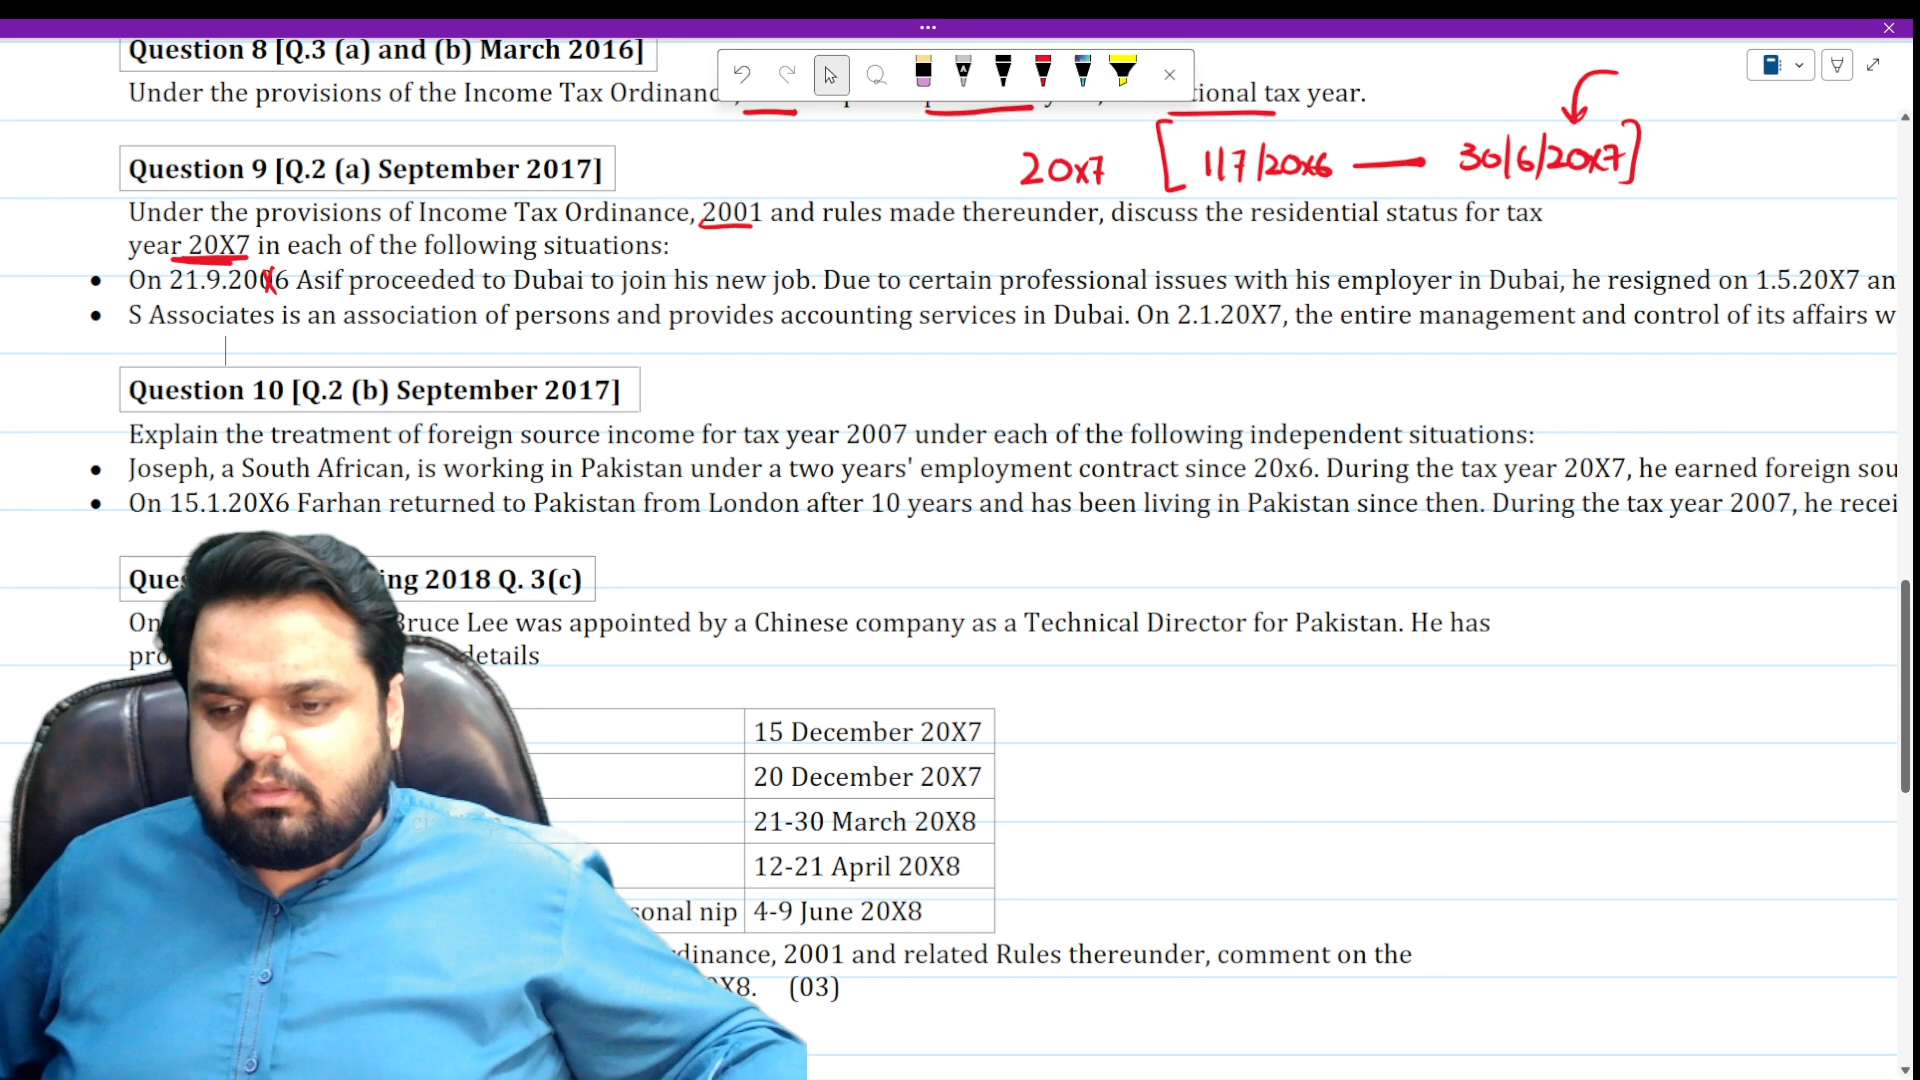 Question 8 [Q.3 (a) and (b) March 2016]
Under the provisions of the Income Tax tional tax year.
20x7 [ 1/7/20x6 — 30/6/20x7 ]
Question 9 [Q.2 (a) September 2017]
Under the provisions of Income Tax Ordinance, 2001 and rules made thereunder, discuss the residential status for tax
year 20X7 in each of the following situations:
• On 21.9.20X6 Asif proceeded to Dubai to join his new job. Due to certain professional issues with his employer in Dubai, he resigned on 1.5.20X7 an
• S Associates is an association of persons and provides accounting services in Dubai. On 2.1.20X7, the entire management and control of its affairs w
Question 10 [Q.2 (b) September 2017]
Explain the treatment of foreign source income for tax year 2007 under each of the following independent situations:
• Joseph, a South African, is working in Pakistan under a two years' employment contract since 20x6. During the tax year 20X7, he earned foreign sou
• On 15.1.20X6 Farhan returned to Pakistan from London after 10 years and has been living in Pakistan since then. During the tax year 2007, he recei
Que ng 2018 Q. 3(c)
On Bruce Lee was appointed by a Chinese company as a Technical Director for Pakistan. He has
pro details
15 December 20X7
20 December 20X7
21-30 March 20X8
12-21 April 20X8
sonal nip 4-9 June 20X8
dinance, 2001 and related Rules thereunder, comment on the
X8. (03)